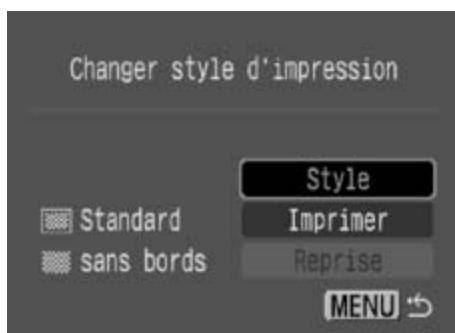 Changer style d'impression
Style
Standard Imprimer
sans bords Reprise
MENU